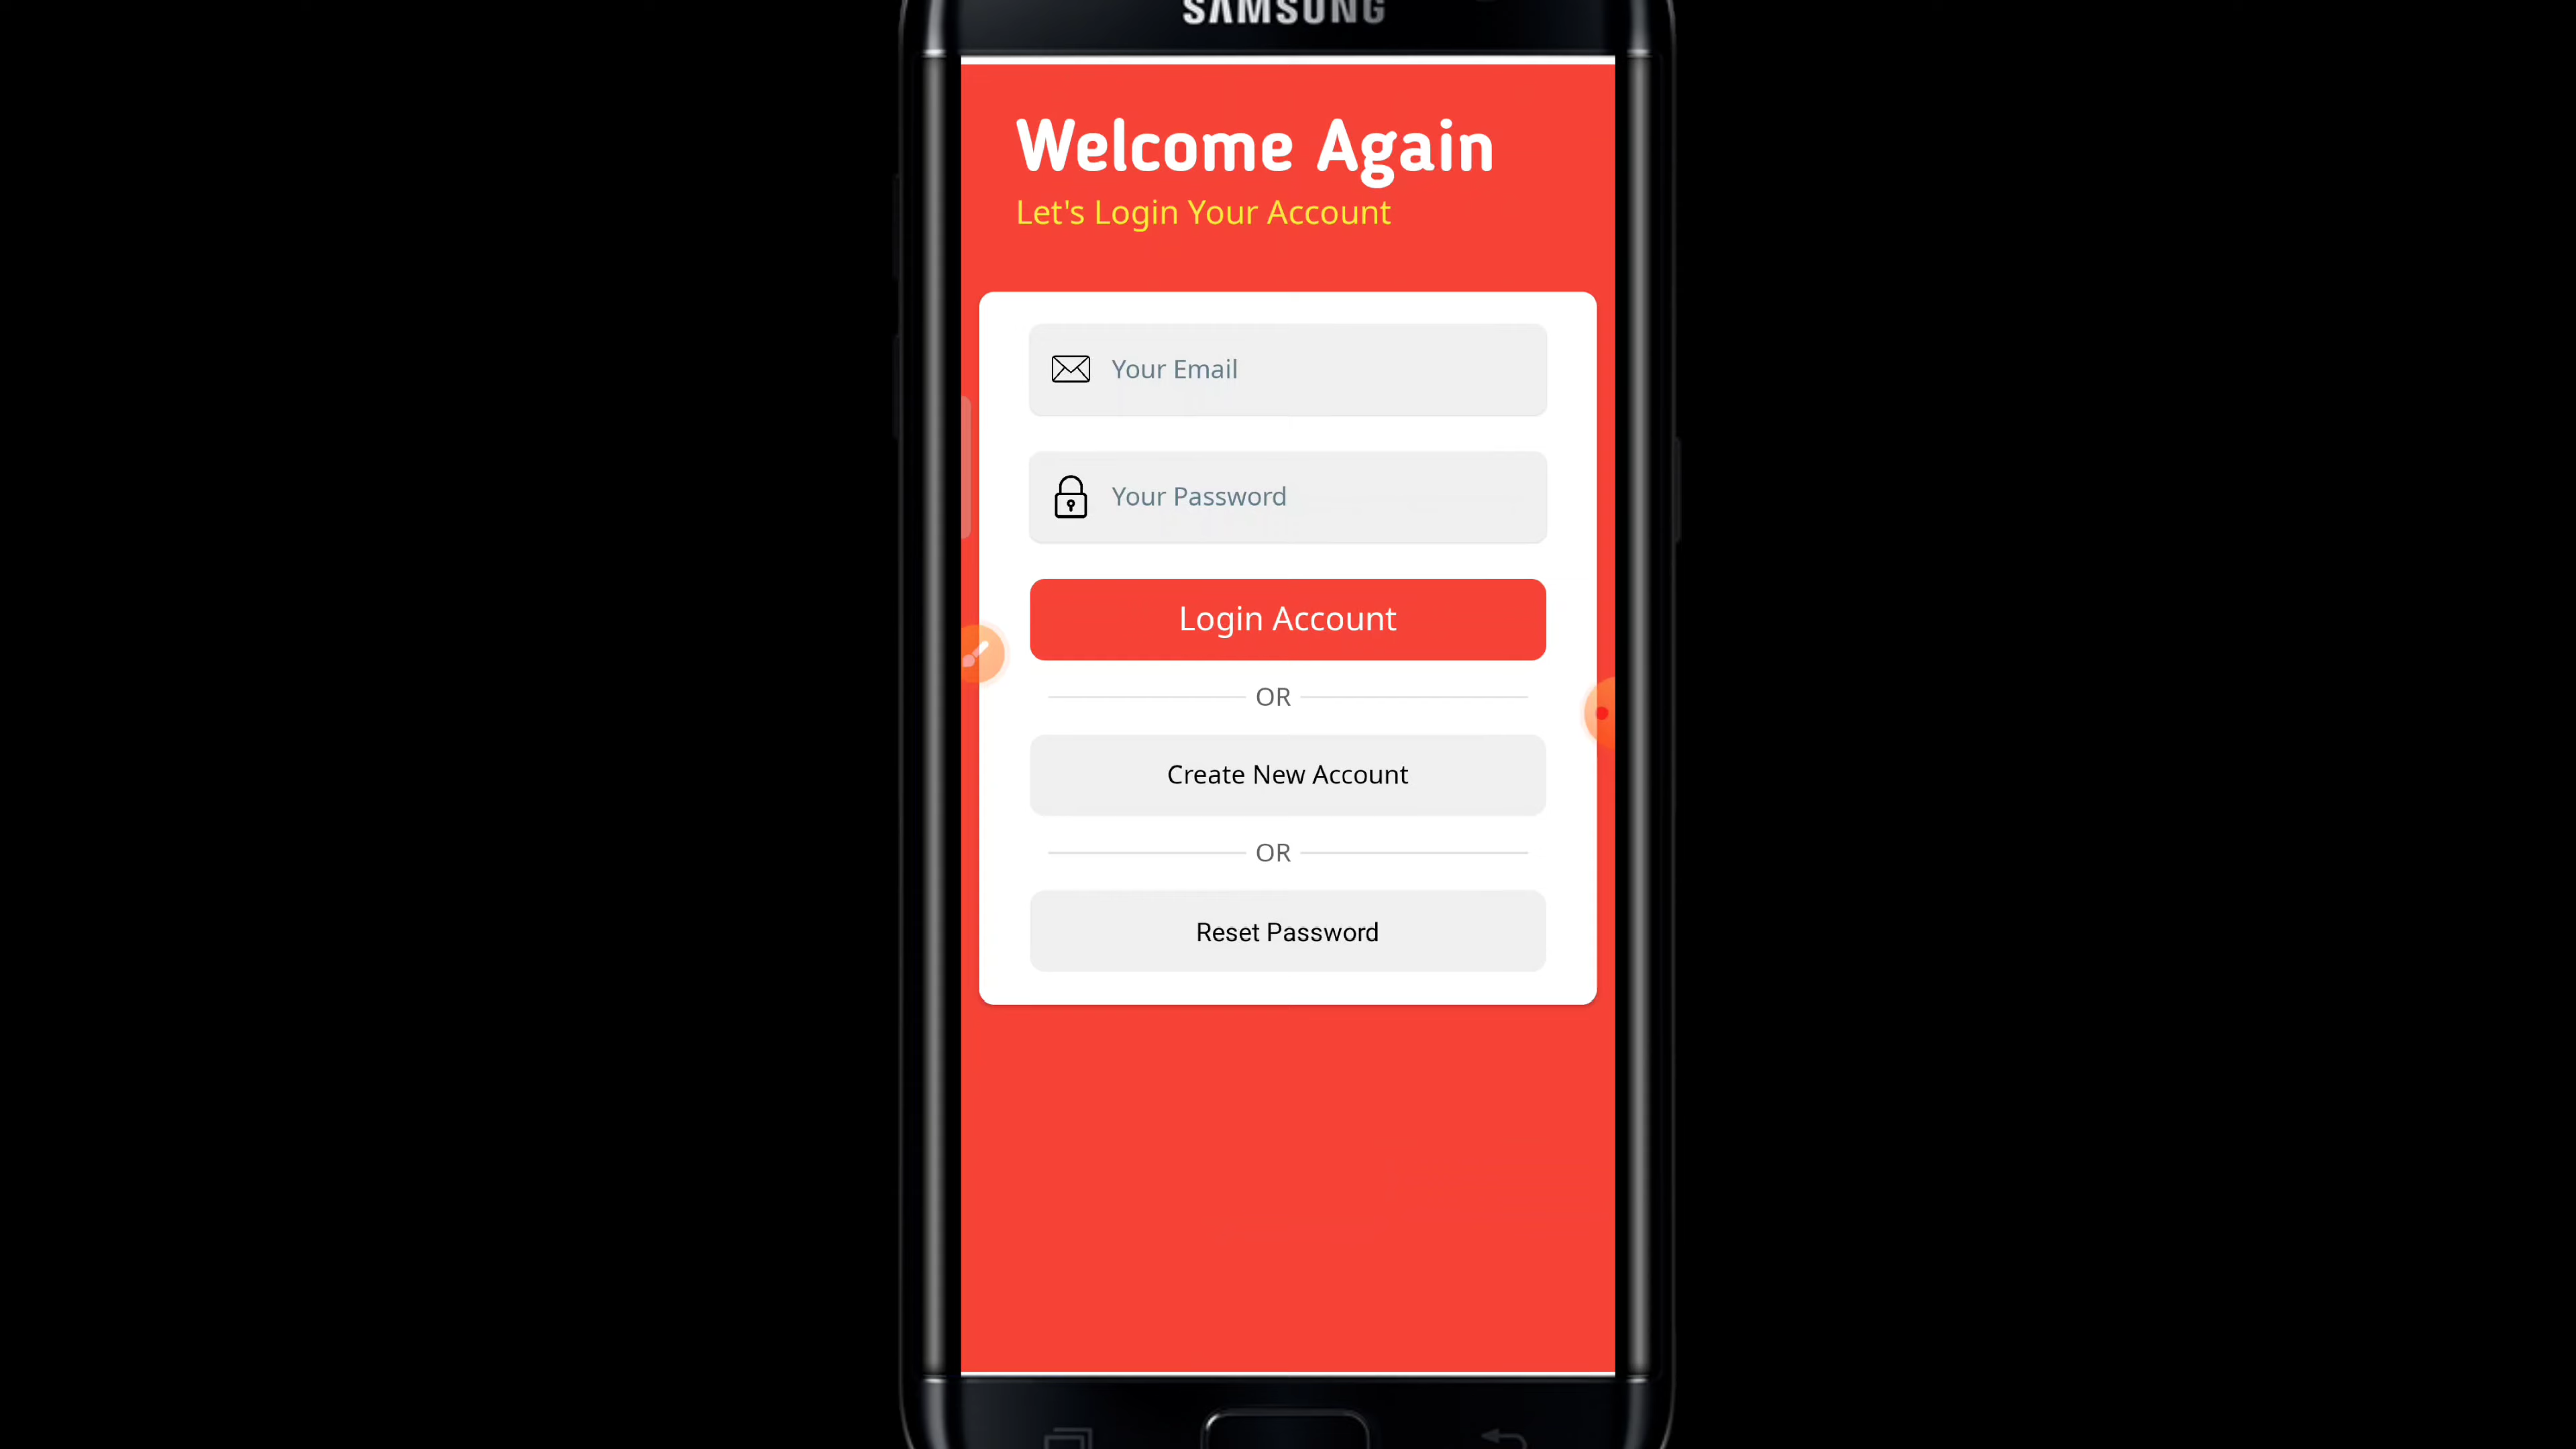 SAMSUNG
Welcome Again
Let's Login Your Account
Your Email
Your Password
Login Account
OR
Create New Account
OR
Reset Password